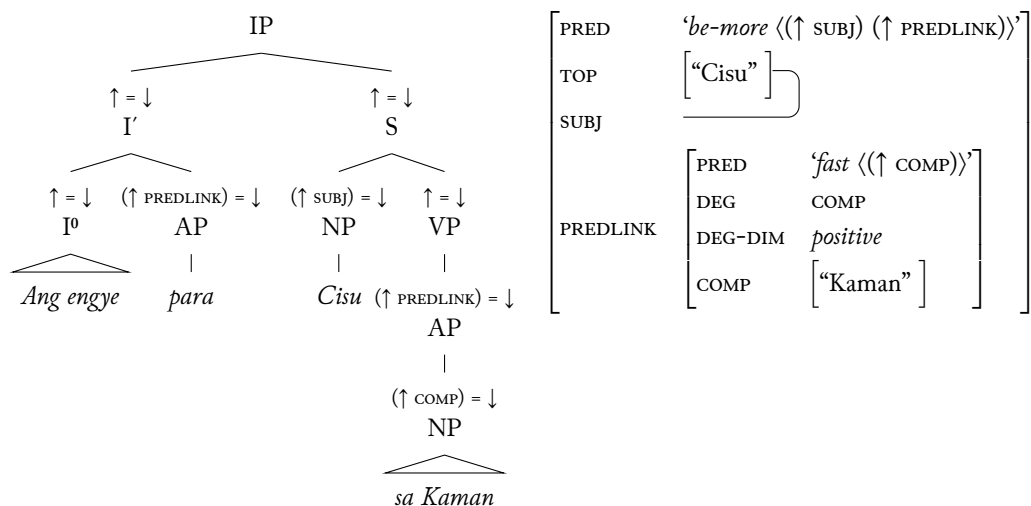 IP
↑ = ↓ ↑ = ↓
I′ S
↑ = ↓ (↑ PREDLINK) = ↓ (↑ SUBJ) = ↓ ↑ = ↓
I⁰ AP NP VP
Ang engye para Cisu (↑ PREDLINK) = ↓
AP
(↑ COMP) = ↓
NP
sa Kaman
PRED ‘be-more ⟨(↑ SUBJ) (↑ PREDLINK)⟩’
TOP [“Cisu” ]
SUBJ
PREDLINK
PRED ‘fast ⟨(↑ COMP)⟩’
DEG COMP
DEG-DIM positive
COMP [“Kaman” ]